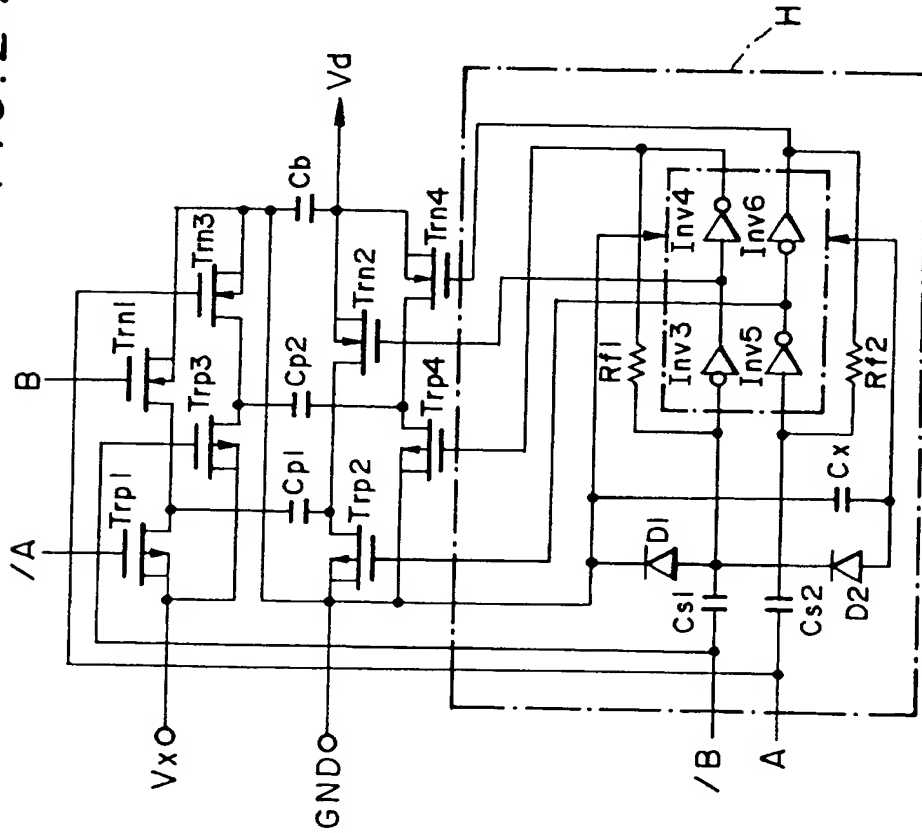 B
/A
Trn1
Trn3
Trp1
Trp3
Vx
Cp1
Cp2
Cb
Vd
GND
Trp2
Trn2
Trp4
Trn4
H
Rf1
Inv3
Inv4
Inv5
Inv6
D1
Cs1
Cs2
Cx
D2
Rf2
/B
A